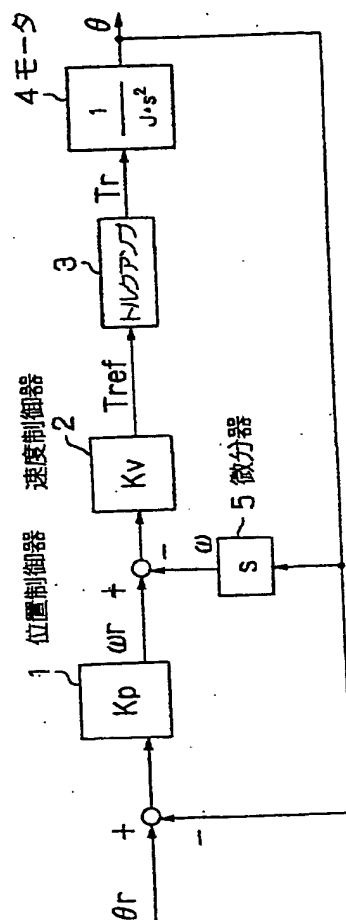 θr
+
−
1
位置制御器
Kp
ωr
+
−
ω
速度制御器
2
Kv
Tref
3
トルクアンプ
Tr
4 モータ
1
J·s²
θ
5 微分器
s